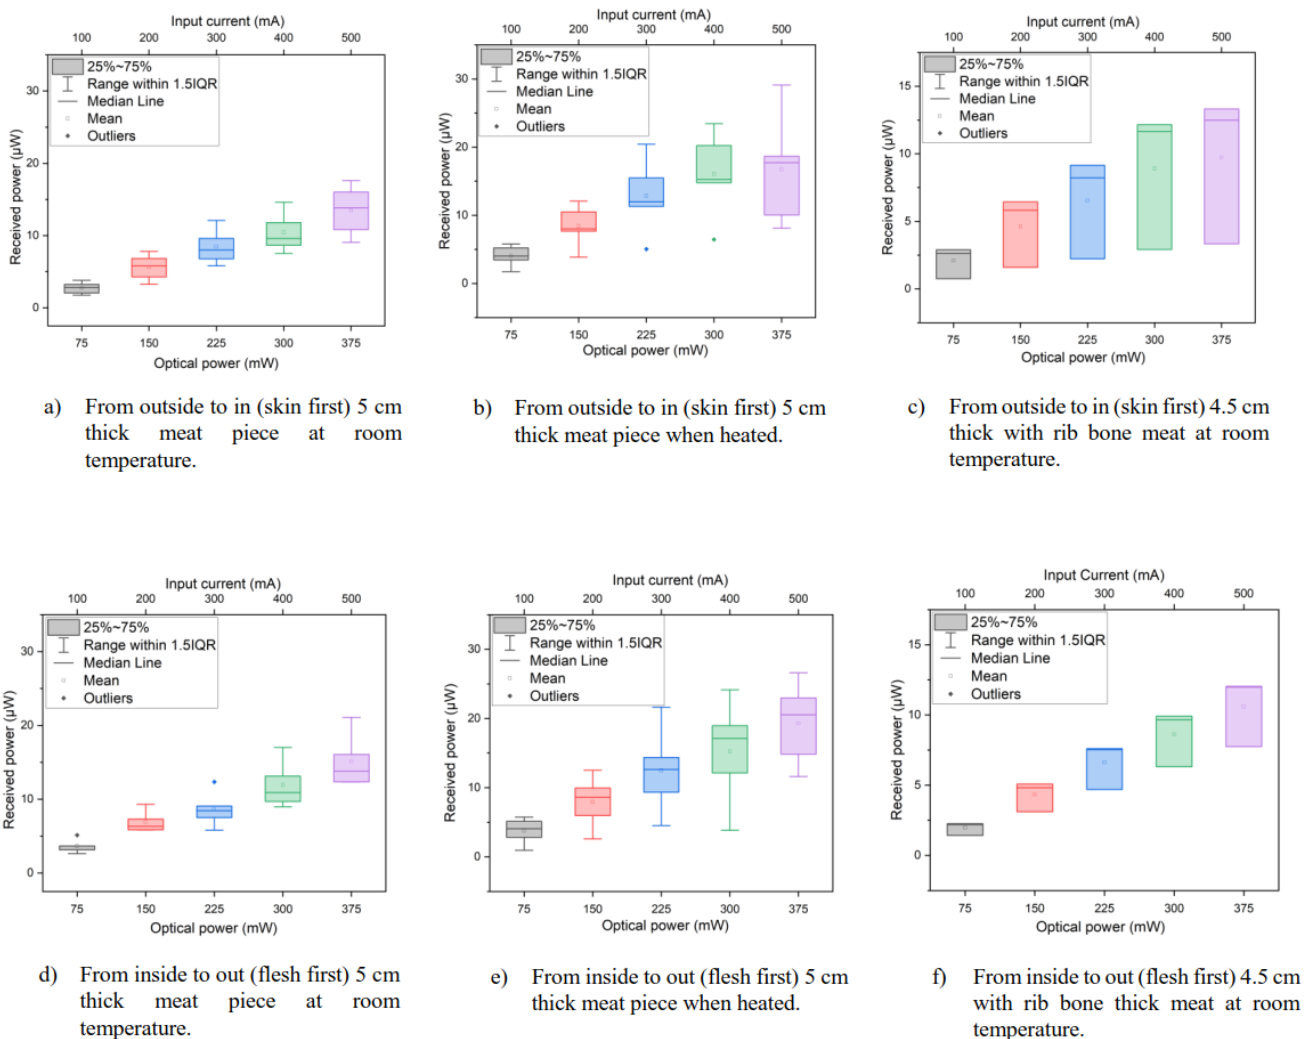 Input current (mA)
100 200 300 400 500
25%~75%
Range within 1.5IQR
Median Line
Mean
Outliers
30
20
10
0
Received power (µW)
75 150 225 300 375
Optical power (mW)
a) From outside to in (skin first) 5 cm
thick meat piece at room
temperature.
Input current (mA)
100 200 300 400 500
25%~75%
Range within 1.5IQR
Median Line
Mean
Outliers
30
20
10
0
Received power (µW)
75 150 225 300 375
Optical power (mW)
b) From outside to in (skin first) 5 cm
thick meat piece when heated.
Input current (mA)
100 200 300 400 500
25%~75%
Range within 1.5IQR
Median Line
Mean
Outliers
15
10
5
0
Received power (µW)
75 150 225 300 375
Optical power (mW)
c) From outside to in (skin first) 4.5 cm
thick with rib bone meat at room
temperature.
Input current (mA)
100 200 300 400 500
25%~75%
Range within 1.5IQR
Median Line
Mean
Outliers
30
20
10
0
Received power (µW)
75 150 225 300 375
Optical power (mW)
d) From inside to out (flesh first) 5 cm
thick meat piece at room
temperature.
Input current (mA)
100 200 300 400 500
25%~75%
Range within 1.5IQR
Median Line
Mean
Outliers
30
20
10
0
Received power (µW)
75 150 225 300 375
Optical power (mW)
e) From inside to out (flesh first) 5 cm
thick meat piece when heated.
Input Current (mA)
100 200 300 400 500
25%~75%
Range within 1.5IQR
Median Line
Mean
Outliers
15
10
5
0
Received power (µW)
75 150 225 300 375
Optical power (mW)
f) From inside to out (flesh first) 4.5 cm
with rib bone thick meat at room
temperature.